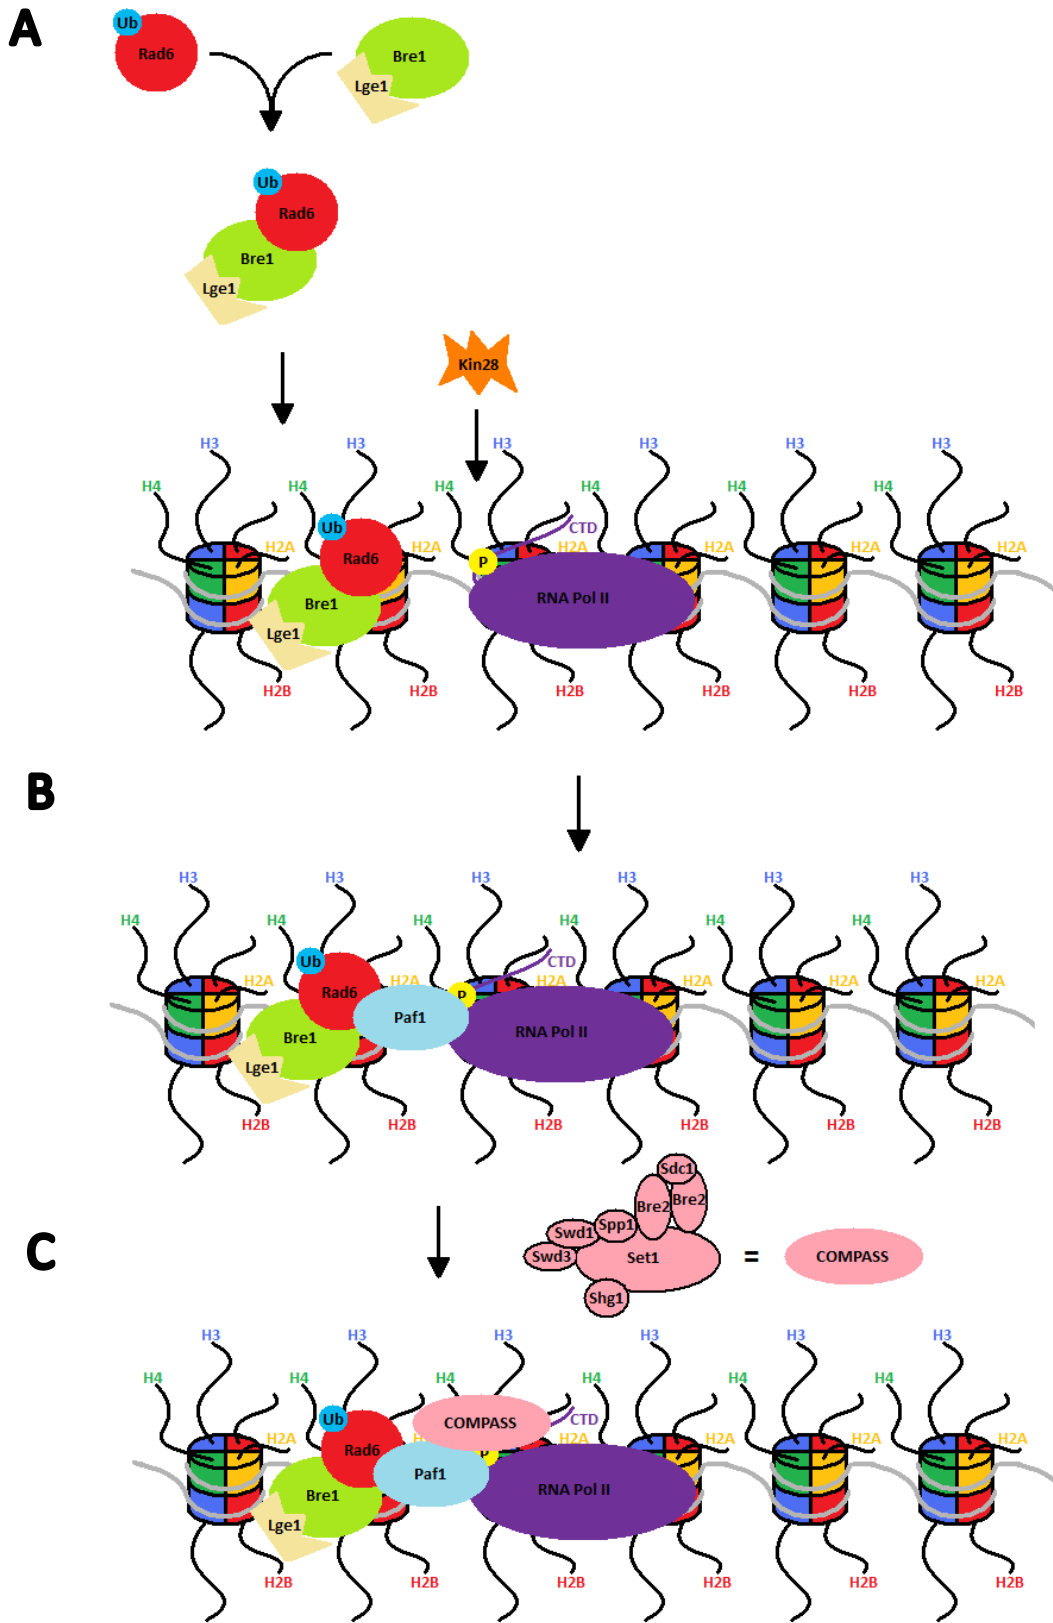 A
Ub
Rad6
Bre1
Lge1
Ub
Rad6
Bre1
Lge1
Kin28
H3 H3 H3 H3 H3 H3
H4 H4 H4 H4 H4 H4
Ub
CTD
H2A H2A H2A H2A H2A H2A
Rad6
P
Bre1
RNA Pol II
Lge1
H2B H2B H2B H2B H2B H2B
B
H3 H3 H3 H3 H3 H3
H4 H4 H4 H4 H4 H4
Ub
CTD
H2A H2A H2A H2A H2A H2A
Rad6
P
Paf1
Bre1
RNA Pol II
Lge1
H2B H2B H2B H2B H2B H2B
C
Sdc1
Bre2
Bre2
Spp1
Swd1
Swd3
Set1
=
COMPASS
Shg1
H3 H3 H3 H3 H3 H3
H4 H4 H4 H4 H4 H4
Ub
COMPASS
CTD
H2A H2A H2A H2A H2A
Rad6
P
Paf1
Bre1
RNA Pol II
Lge1
H2B H2B H2B H2B H2B H2B